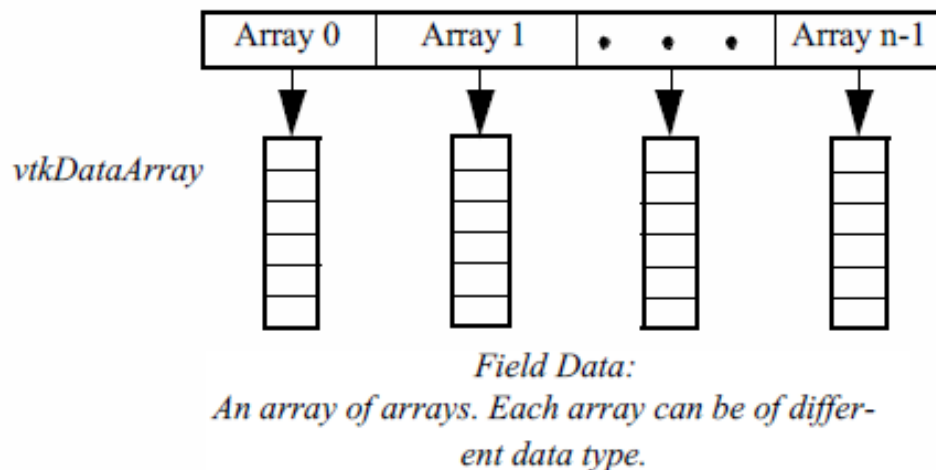 Array 0 Array 1 • • • Array n-1
vtkDataArray
Field Data:
An array of arrays. Each array can be of differ-
ent data type.